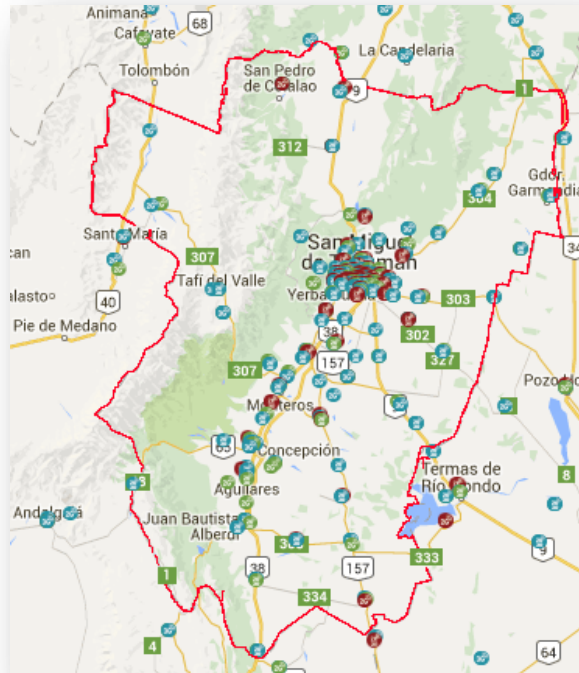 Animana
Cafayate
68
La Candelaria
Tolombón
San Pedro
de Colalao
9
1
312
Gdor.
Garmendia
304
34
Santa María
San Miguel
de Tucumán
307
Tafí del Valle
Yerba Buena
303
40
Pie de Medano
38
302
157
327
307
Pozo
Monteros
65
Concepción
8
Termas de
Río Hondo
Aguilares
Andalgalá
Juan Bautista
Alberdi
9
333
1
38
157
334
4
64